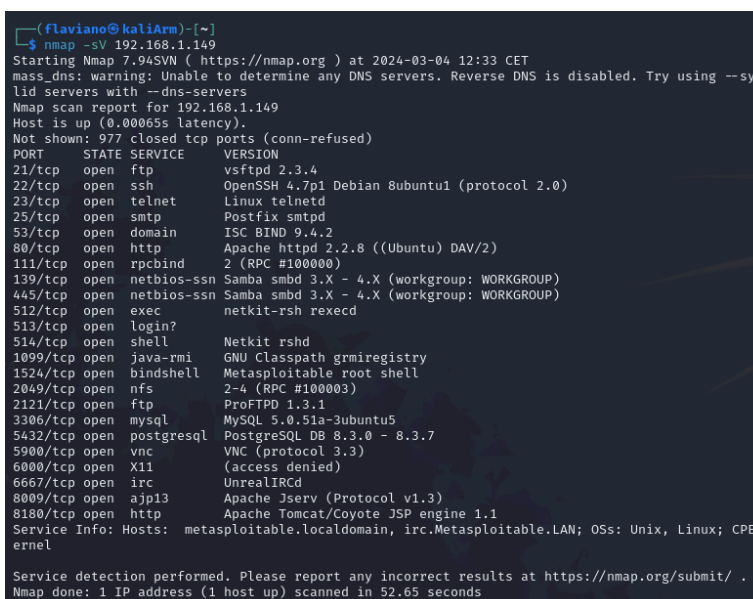 ┌──(flaviano㉿kaliArm)-[~]
└─$ nmap -sV 192.168.1.149
Starting Nmap 7.94SVN ( https://nmap.org ) at 2024-03-04 12:33 CET
mass_dns: warning: Unable to determine any DNS servers. Reverse DNS is disabled. Try using --sy
lid servers with --dns-servers
Nmap scan report for 192.168.1.149
Host is up (0.00065s latency).
Not shown: 977 closed tcp ports (conn-refused)
PORT     STATE SERVICE     VERSION
21/tcp   open  ftp         vsftpd 2.3.4
22/tcp   open  ssh         OpenSSH 4.7p1 Debian 8ubuntu1 (protocol 2.0)
23/tcp   open  telnet      Linux telnetd
25/tcp   open  smtp        Postfix smtpd
53/tcp   open  domain      ISC BIND 9.4.2
80/tcp   open  http        Apache httpd 2.2.8 ((Ubuntu) DAV/2)
111/tcp  open  rpcbind     2 (RPC #100000)
139/tcp  open  netbios-ssn Samba smbd 3.X - 4.X (workgroup: WORKGROUP)
445/tcp  open  netbios-ssn Samba smbd 3.X - 4.X (workgroup: WORKGROUP)
512/tcp  open  exec        netkit-rsh rexecd
513/tcp  open  login?
514/tcp  open  shell       Netkit rshd
1099/tcp open  java-rmi    GNU Classpath grmiregistry
1524/tcp open  bindshell   Metasploitable root shell
2049/tcp open  nfs         2-4 (RPC #100003)
2121/tcp open  ftp         ProFTPD 1.3.1
3306/tcp open  mysql       MySQL 5.0.51a-3ubuntu5
5432/tcp open  postgresql  PostgreSQL DB 8.3.0 - 8.3.7
5900/tcp open  vnc         VNC (protocol 3.3)
6000/tcp open  X11         (access denied)
6667/tcp open  irc         UnrealIRCd
8009/tcp open  ajp13       Apache Jserv (Protocol v1.3)
8180/tcp open  http        Apache Tomcat/Coyote JSP engine 1.1
Service Info: Hosts:  metasploitable.localdomain, irc.Metasploitable.LAN; OSs: Unix, Linux; CPE
ernel
Service detection performed. Please report any incorrect results at https://nmap.org/submit/ .
Nmap done: 1 IP address (1 host up) scanned in 52.65 seconds